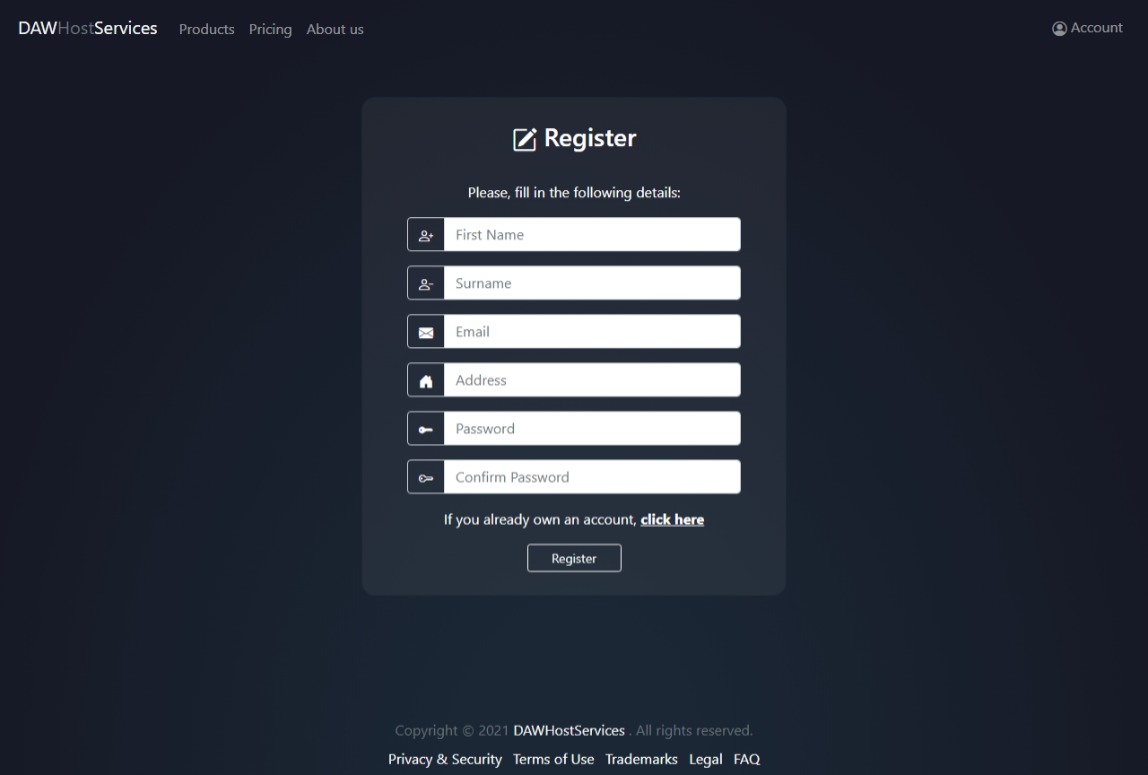 DAWHostServices Products Pricing About us Account
Register
Please, fill in the following details:
First Name
Surname
Email
Address
Password
Confirm Password
If you already own an account, click here
Register
Copyright © 2021 DAWHostServices . All rights reserved.
Privacy & Security Terms of Use Trademarks Legal FAQ